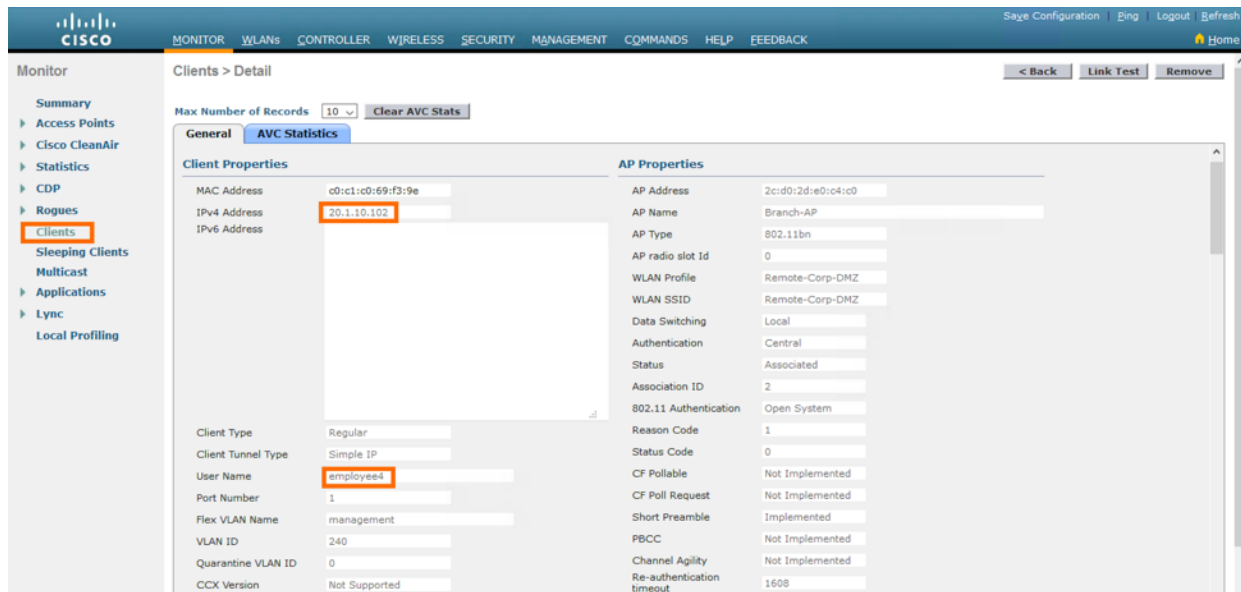 Save Configuration | Ping | Logout | Refresh
CISCO
MONITOR WLANs CONTROLLER WIRELESS SECURITY MANAGEMENT COMMANDS HELP FEEDBACK
Home
Monitor
Clients > Detail
< Back
Link Test
Remove
Summary
Access Points
Cisco CleanAir
Statistics
CDP
Rogues
Clients
Sleeping Clients
Multicast
Applications
Lync
Local Profiling
Max Number of Records 10 Clear AVC Stats
General AVC Statistics
Client Properties
MAC Address c0:c1:c0:69:f3:9e
IPv4 Address 20.1.10.102
IPv6 Address
Client Type Regular
Client Tunnel Type Simple IP
User Name employee4
Port Number 1
Flex VLAN Name management
VLAN ID 240
Quarantine VLAN ID 0
CCX Version Not Supported
AP Properties
AP Address 2c:d0:2d:e0:c4:c0
AP Name Branch-AP
AP Type 802.11bn
AP radio slot Id 0
WLAN Profile Remote-Corp-DMZ
WLAN SSID Remote-Corp-DMZ
Data Switching Local
Authentication Central
Status Associated
Association ID 2
802.11 Authentication Open System
Reason Code 1
Status Code 0
CF Pollable Not Implemented
CF Poll Request Not Implemented
Short Preamble Implemented
PBCC Not Implemented
Channel Agility Not Implemented
Re-authentication
timeout 1608